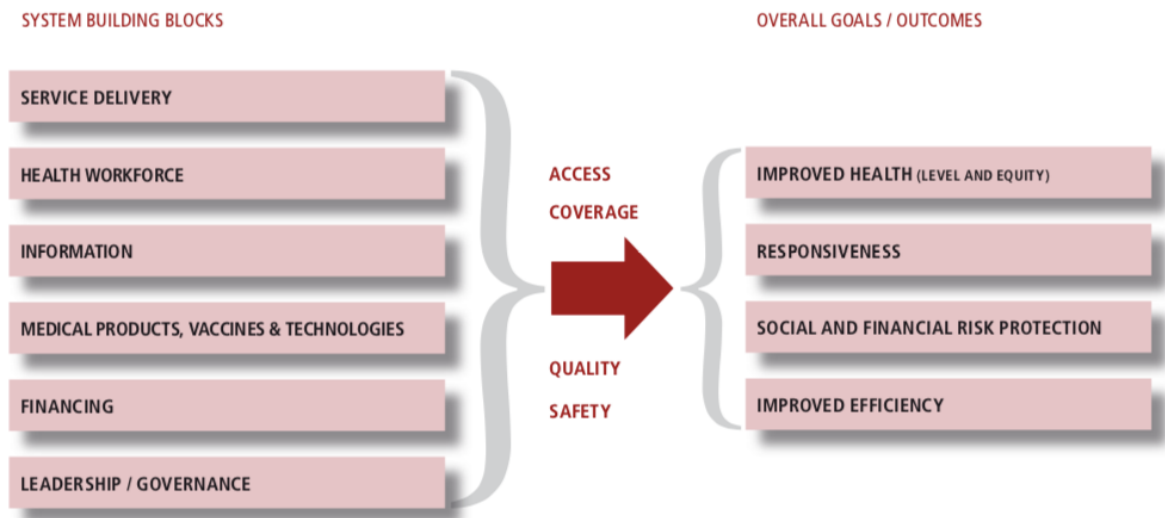 SYSTEM BUILDING BLOCKS
SERVICE DELIVERY
HEALTH WORKFORCE
INFORMATION
MEDICAL PRODUCTS, VACCINES & TECHNOLOGIES
FINANCING
LEADERSHIP / GOVERNANCE
ACCESS
COVERAGE
QUALITY
SAFETY
OVERALL GOALS / OUTCOMES
IMPROVED HEALTH (LEVEL AND EQUITY)
RESPONSIVENESS
SOCIAL AND FINANCIAL RISK PROTECTION
IMPROVED EFFICIENCY